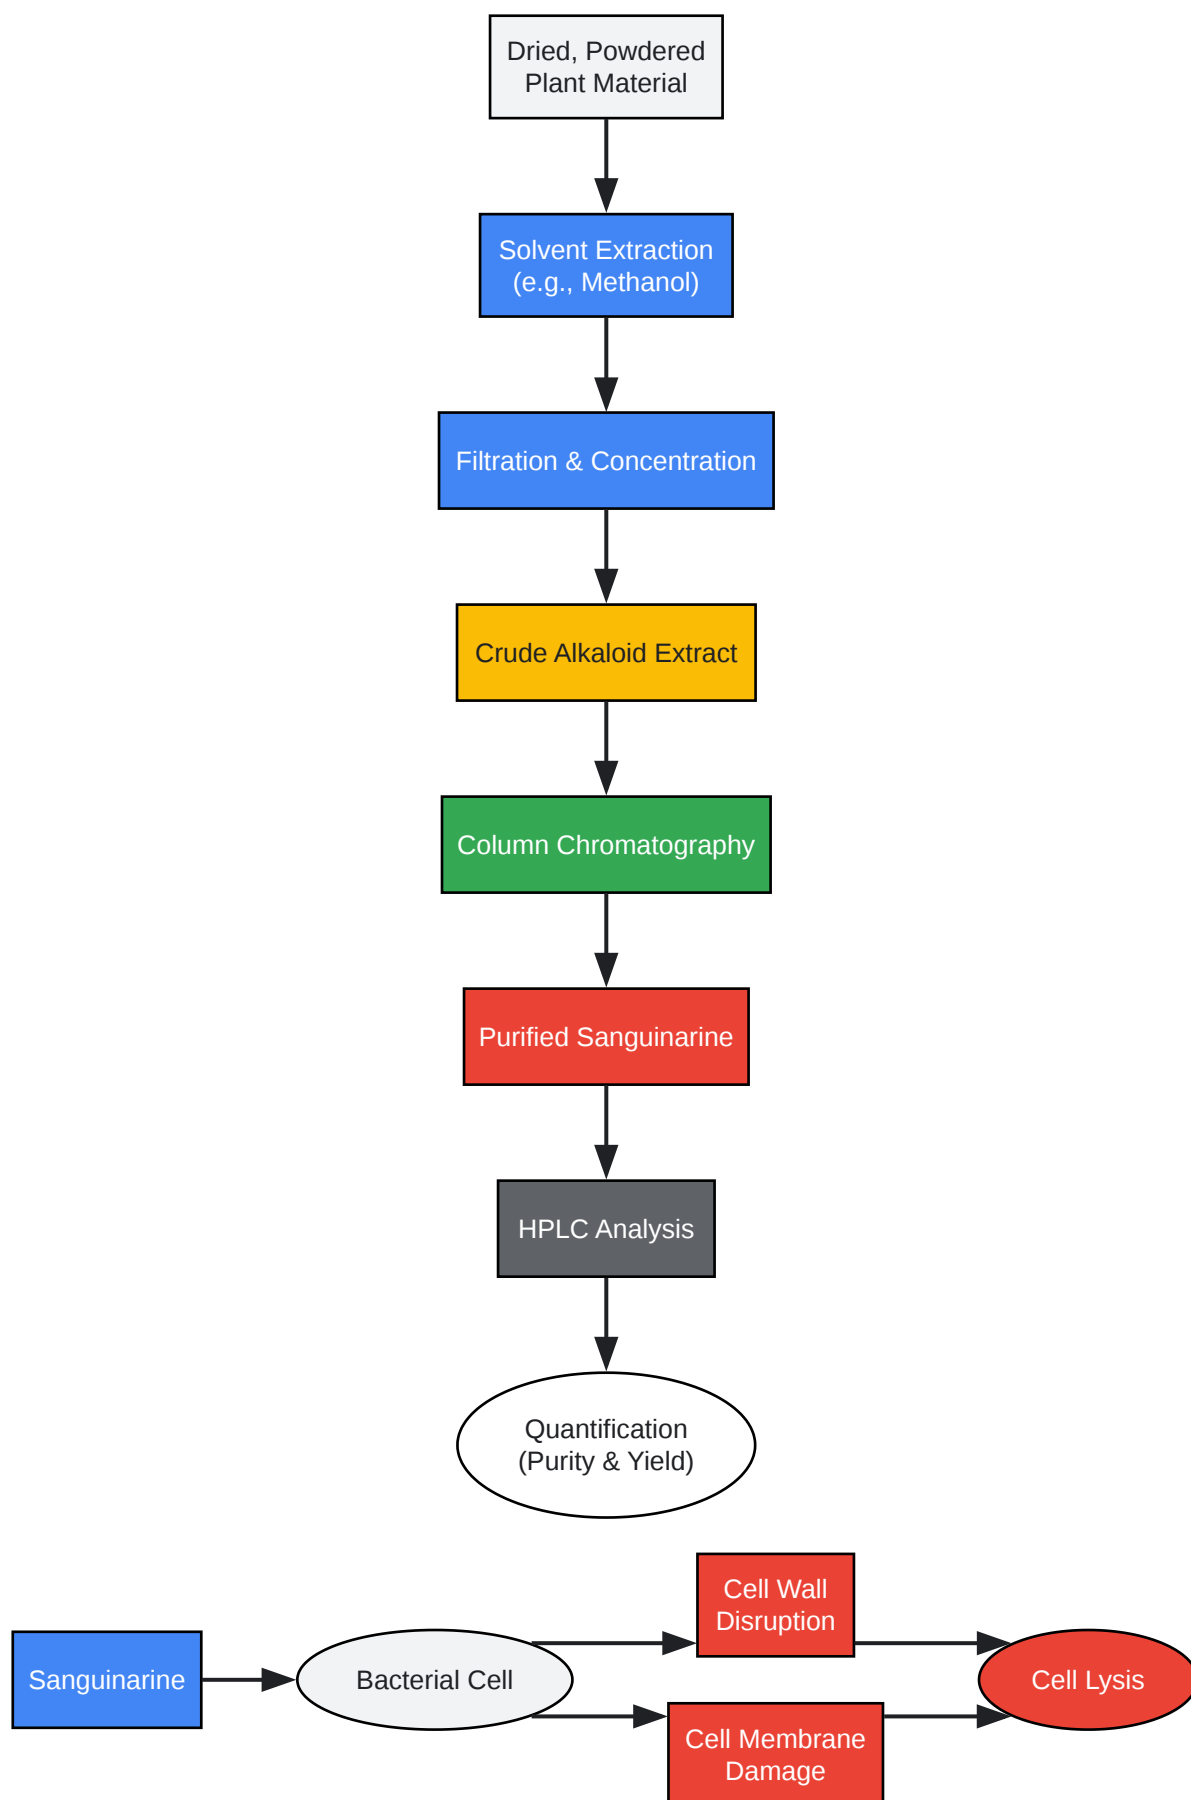 Dried, Powdered
Plant Material
Solvent Extraction
(e.g., Methanol)
Filtration & Concentration
Crude Alkaloid Extract
Column Chromatography
Purified Sanguinarine
HPLC Analysis
Quantification
(Purity & Yield)
Sanguinarine
Bacterial Cell
Cell Wall
Disruption
Cell Membrane
Damage
Cell Lysis